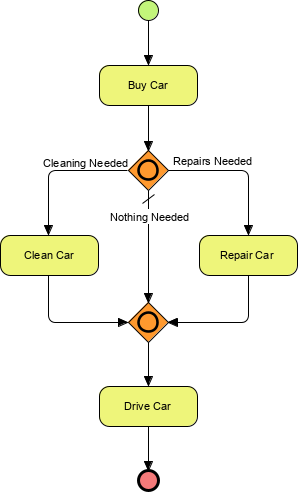 Buy Car
Cleaning Needed
Repairs Needed
Nothing Needed
Clean Car
Repair Car
Drive Car